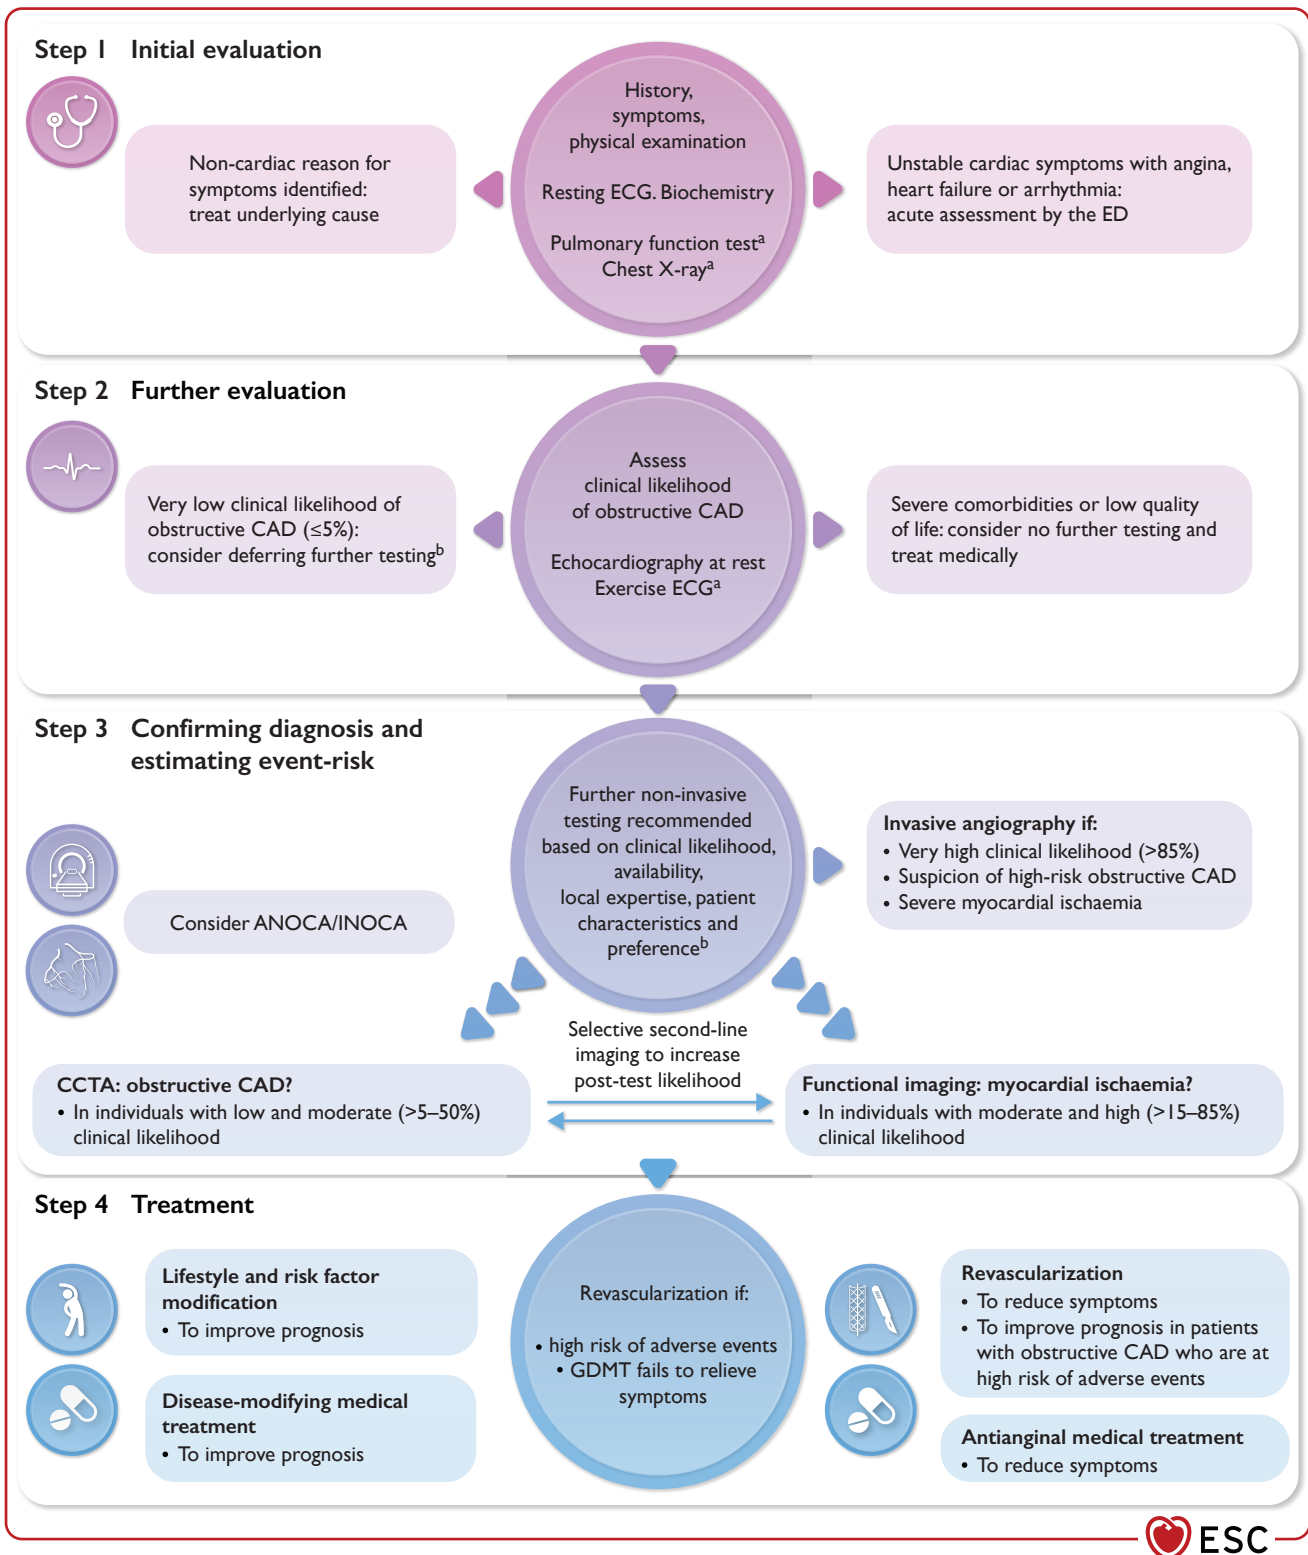 Step 1 Initial evaluation
History,
symptoms,
physical examination
Resting ECG. Biochemistry
Pulmonary function testᵃ
Chest X-rayᵃ
Non-cardiac reason for
symptoms identified:
treat underlying cause
Unstable cardiac symptoms with angina,
heart failure or arrhythmia:
acute assessment by the ED
Step 2 Further evaluation
Assess
clinical likelihood
of obstructive CAD
Echocardiography at rest
Exercise ECGᵃ
Very low clinical likelihood of
obstructive CAD (≤5%):
consider deferring further testingᵇ
Severe comorbidities or low quality
of life: consider no further testing and
treat medically
Step 3 Confirming diagnosis and
estimating event-risk
Further non-invasive
testing recommended
based on clinical likelihood,
availability,
local expertise, patient
characteristics and
preferenceᵇ
Invasive angiography if:
• Very high clinical likelihood (>85%)
• Suspicion of high-risk obstructive CAD
• Severe myocardial ischaemia
Consider ANOCA/INOCA
Selective second-line
imaging to increase
post-test likelihood
CCTA: obstructive CAD?
• In individuals with low and moderate (>5–50%)
clinical likelihood
Functional imaging: myocardial ischaemia?
• In individuals with moderate and high (>15–85%)
clinical likelihood
Step 4 Treatment
Lifestyle and risk factor
modification
• To improve prognosis
Disease-modifying medical
treatment
• To improve prognosis
Revascularization if:
• high risk of adverse events
• GDMT fails to relieve
symptoms
Revascularization
• To reduce symptoms
• To improve prognosis in patients
with obstructive CAD who are at
high risk of adverse events
Antianginal medical treatment
• To reduce symptoms
ESC